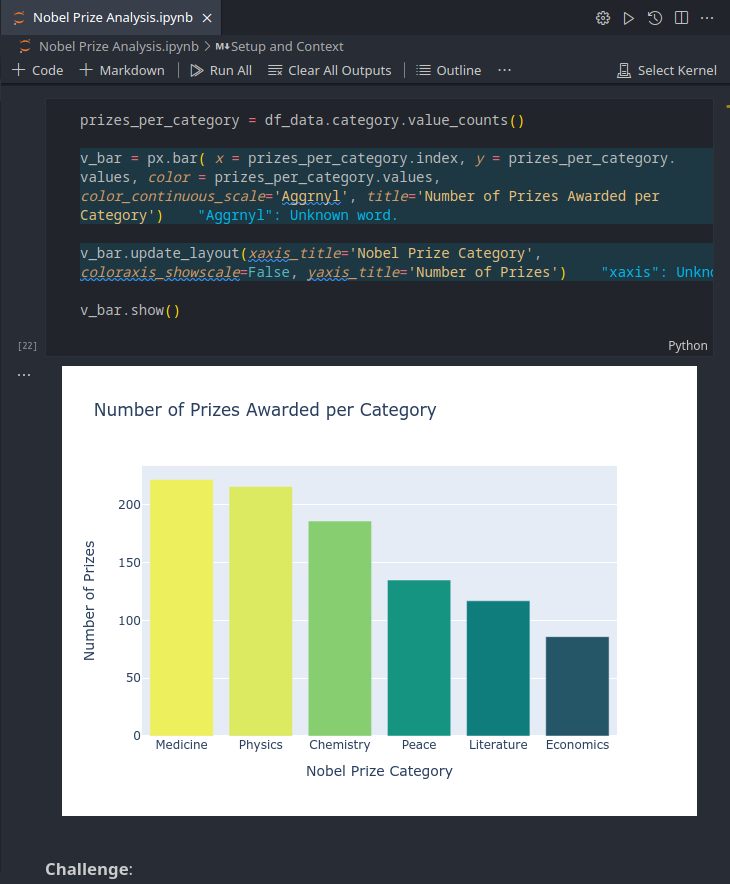 Nobel Prize Analysis.ipynb
Nobel Prize Analysis.ipynb > M↓Setup and Context
+ Code + Markdown Run All Clear All Outputs Outline ... Select Kernel
prizes_per_category = df_data.category.value_counts()
v_bar = px.bar( x = prizes_per_category.index, y = prizes_per_category.
values, color = prizes_per_category.values,
color_continuous_scale='Aggrnyl', title='Number of Prizes Awarded per
Category') "Aggrnyl": Unknown word.
v_bar.update_layout(xaxis_title='Nobel Prize Category',
coloraxis_showscale=False, yaxis_title='Number of Prizes') "xaxis": Unkno
v_bar.show()
[22]
Python
...
Number of Prizes Awarded per Category
200
150
100
50
0
Number of Prizes
Medicine Physics Chemistry Peace Literature Economics
Nobel Prize Category
Challenge: